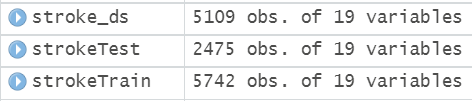 stroke_ds 5109 obs. of 19 variables
strokeTest 2475 obs. of 19 variables
strokeTrain 5742 obs. of 19 variables